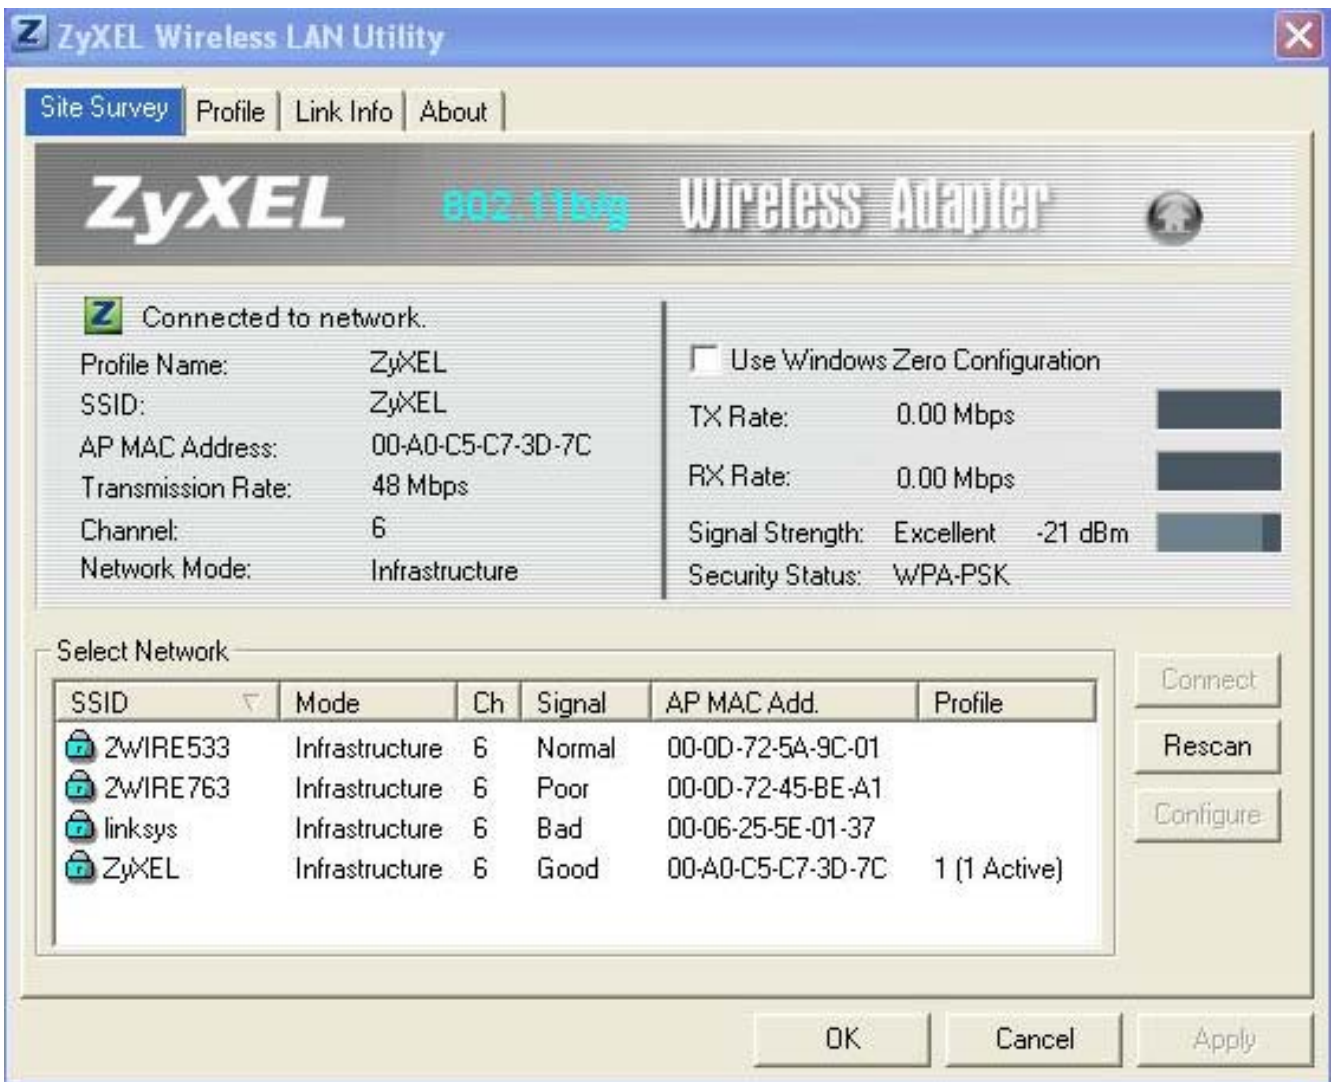 Z ZyXEL Wireless LAN Utility
Site Survey Profile Link Info About
ZyXEL 802.11b/g Wireless Adapter
Z Connected to network.
Profile Name: ZyXEL
SSID: ZyXEL
AP MAC Address: 00-A0-C5-C7-3D-7C
Transmission Rate: 48 Mbps
Channel: 6
Network Mode: Infrastructure
Use Windows Zero Configuration
TX Rate: 0.00 Mbps
RX Rate: 0.00 Mbps
Signal Strength: Excellent -21 dBm
Security Status: WPA-PSK
Select Network
SSID Mode Ch Signal AP MAC Add. Profile
2WIRE533 Infrastructure 6 Normal 00-0D-72-5A-9C-01
2WIRE763 Infrastructure 6 Poor 00-0D-72-45-BE-A1
linksys Infrastructure 6 Bad 00-06-25-5E-01-37
ZyXEL Infrastructure 6 Good 00-A0-C5-C7-3D-7C 1 (1 Active)
Connect
Rescan
Configure
OK Cancel Apply